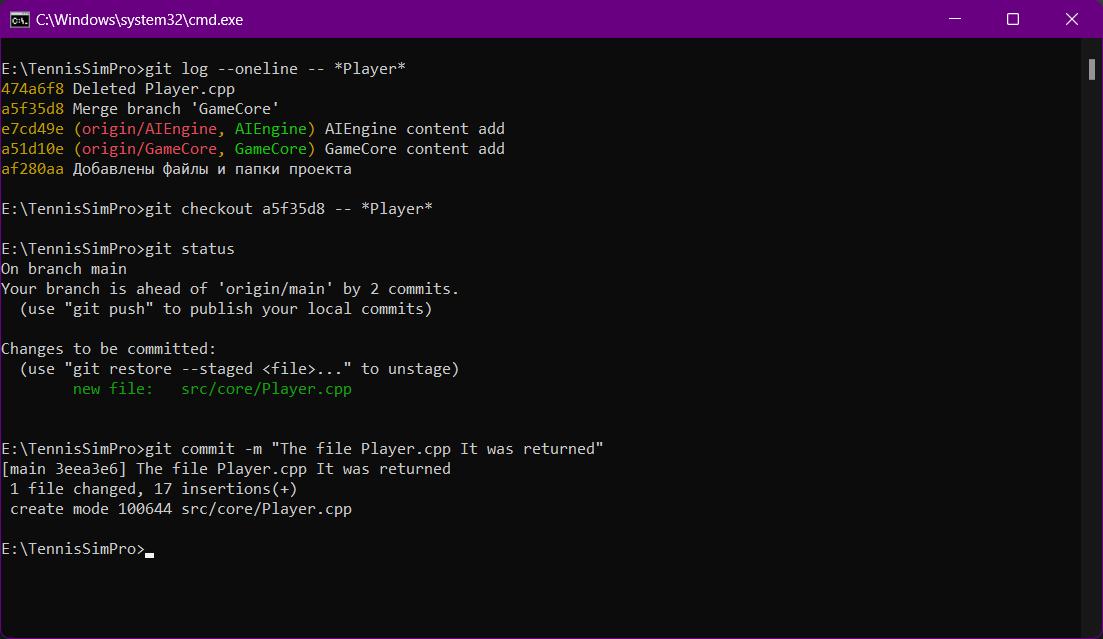 C:\Windows\system32\cmd.exe
E:\TennisSimPro>git log --oneline -- *Player*
474a6f8 Deleted Player.cpp
a5f35d8 Merge branch 'GameCore'
e7cd49e (origin/AIEngine, AIEngine) AIEngine content add
a51d10e (origin/GameCore, GameCore) GameCore content add
af280aa Добавлены файлы и папки проекта
E:\TennisSimPro>git checkout a5f35d8 -- *Player*
E:\TennisSimPro>git status
On branch main
Your branch is ahead of 'origin/main' by 2 commits.
  (use "git push" to publish your local commits)
Changes to be committed:
  (use "git restore --staged <file>..." to unstage)
        new file:   src/core/Player.cpp
E:\TennisSimPro>git commit -m "The file Player.cpp It was returned"
[main 3eea3e6] The file Player.cpp It was returned
 1 file changed, 17 insertions(+)
 create mode 100644 src/core/Player.cpp
E:\TennisSimPro>